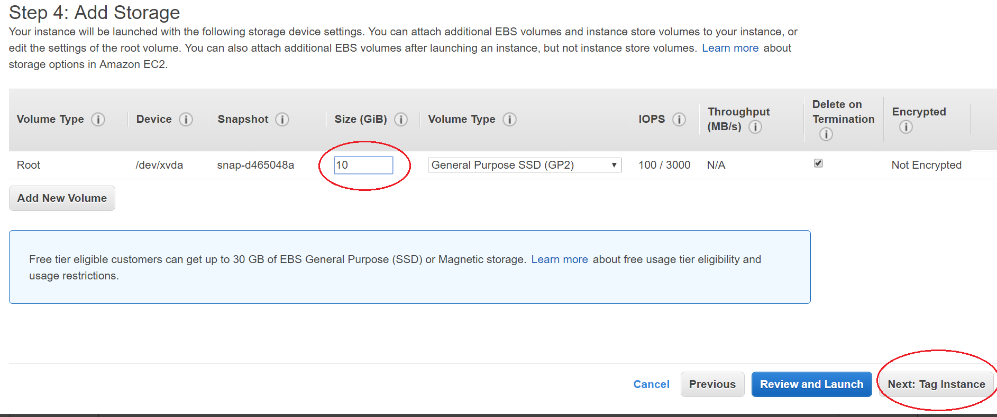 Step 4: Add Storage
Your instance will be launched with the following storage device settings. You can attach additional EBS volumes and instance store volumes to your instance, or
edit the settings of the root volume. You can also attach additional EBS volumes after launching an instance, but not instance store volumes. Learn more about
storage options in Amazon EC2.
Volume Type i Device i Snapshot i Size (GiB) i Volume Type i IOPS i Throughput (MB/s) i Delete on Termination i Encrypted i
Root /dev/xvda snap-d465048a 10 General Purpose SSD (GP2) 100 / 3000 N/A Not Encrypted
Add New Volume
Free tier eligible customers can get up to 30 GB of EBS General Purpose (SSD) or Magnetic storage. Learn more about free usage tier eligibility and
usage restrictions.
Cancel Previous Review and Launch Next: Tag Instance